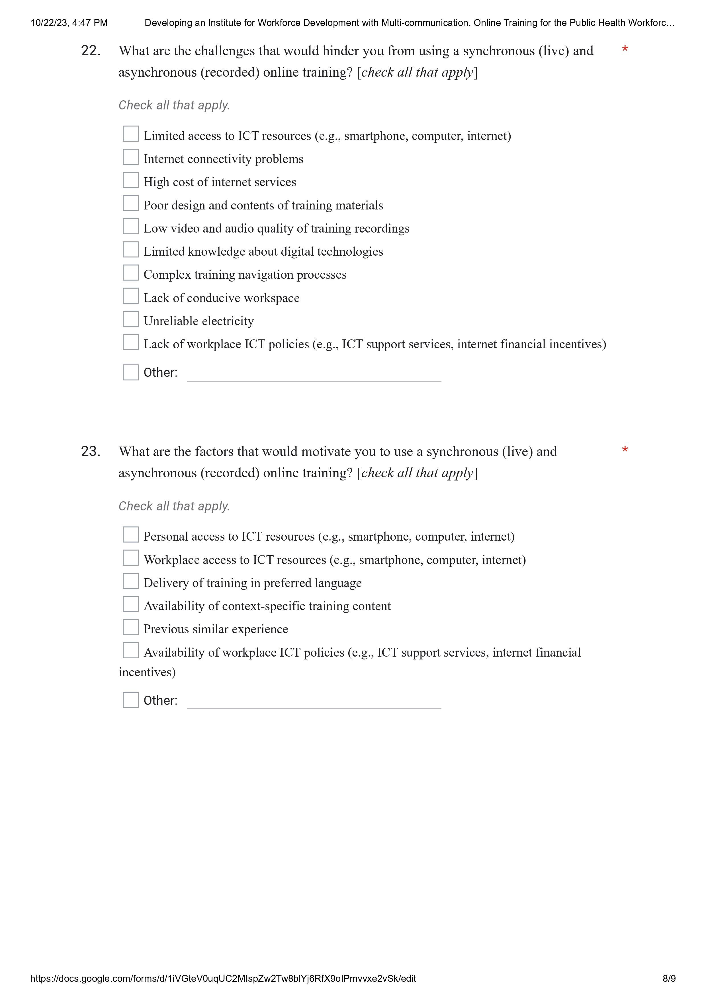 10/22/23, 4:47 PM Developing an Institute for Workforce Development with Multi-communication, Online Training for the Public Health Workforc…
22. What are the challenges that would hinder you from using a synchronous (live) and *
asynchronous (recorded) online training? [check all that apply]
Check all that apply.
Limited access to ICT resources (e.g., smartphone, computer, internet)
Internet connectivity problems
High cost of internet services
Poor design and contents of training materials
Low video and audio quality of training recordings
Limited knowledge about digital technologies
Complex training navigation processes
Lack of conducive workspace
Unreliable electricity
Lack of workplace ICT policies (e.g., ICT support services, internet financial incentives)
Other:
23. What are the factors that would motivate you to use a synchronous (live) and *
asynchronous (recorded) online training? [check all that apply]
Check all that apply.
Personal access to ICT resources (e.g., smartphone, computer, internet)
Workplace access to ICT resources (e.g., smartphone, computer, internet)
Delivery of training in preferred language
Availability of context-specific training content
Previous similar experience
Availability of workplace ICT policies (e.g., ICT support services, internet financial
incentives)
Other:
https://docs.google.com/forms/d/1iVGteV0uqUC2MIspZw2Tw8bIYj6RfX9oIPmvvxe2vSk/edit 8/9